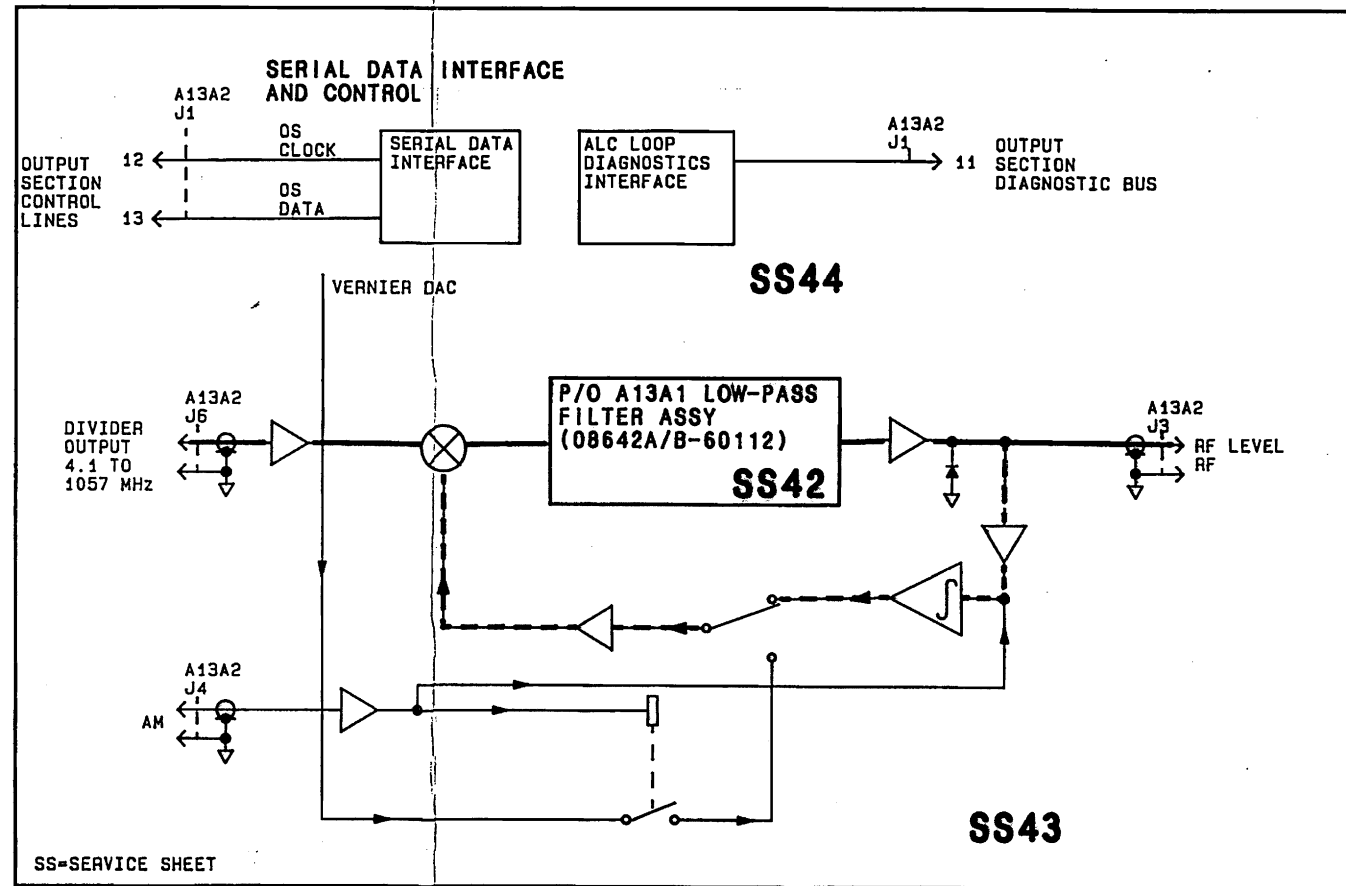 SERIAL DATA INTERFACE
AND CONTROL
A13A2
J1
OS
CLOCK
OUTPUT
SECTION
CONTROL
LINES
12
13
OS
DATA
SERIAL DATA
INTERFACE
ALC LOOP
DIAGNOSTICS
INTERFACE
A13A2
J1
11
OUTPUT
SECTION
DIAGNOSTIC BUS
SS44
VERNIER DAC
A13A2
J6
DIVIDER
OUTPUT
4.1 TO
1057 MHz
P/O A13A1 LOW-PASS
FILTER ASSY
(08642A/B-60112)
SS42
A13A2
J3
RF LEVEL
RF
A13A2
J4
AM
SS43
SS=SERVICE SHEET